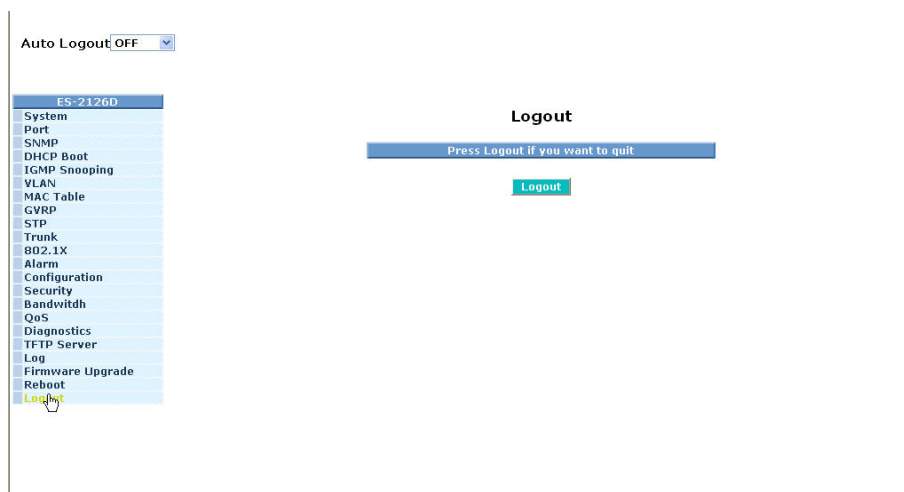 Auto Logout OFF
ES-2126D
System
Port
SNMP
DHCP Boot
IGMP Snooping
VLAN
MAC Table
GVRP
STP
Trunk
802.1X
Alarm
Configuration
Security
Bandwitdh
QoS
Diagnostics
TFTP Server
Log
Firmware Upgrade
Reboot
Logout
Logout
Press Logout if you want to quit
Logout